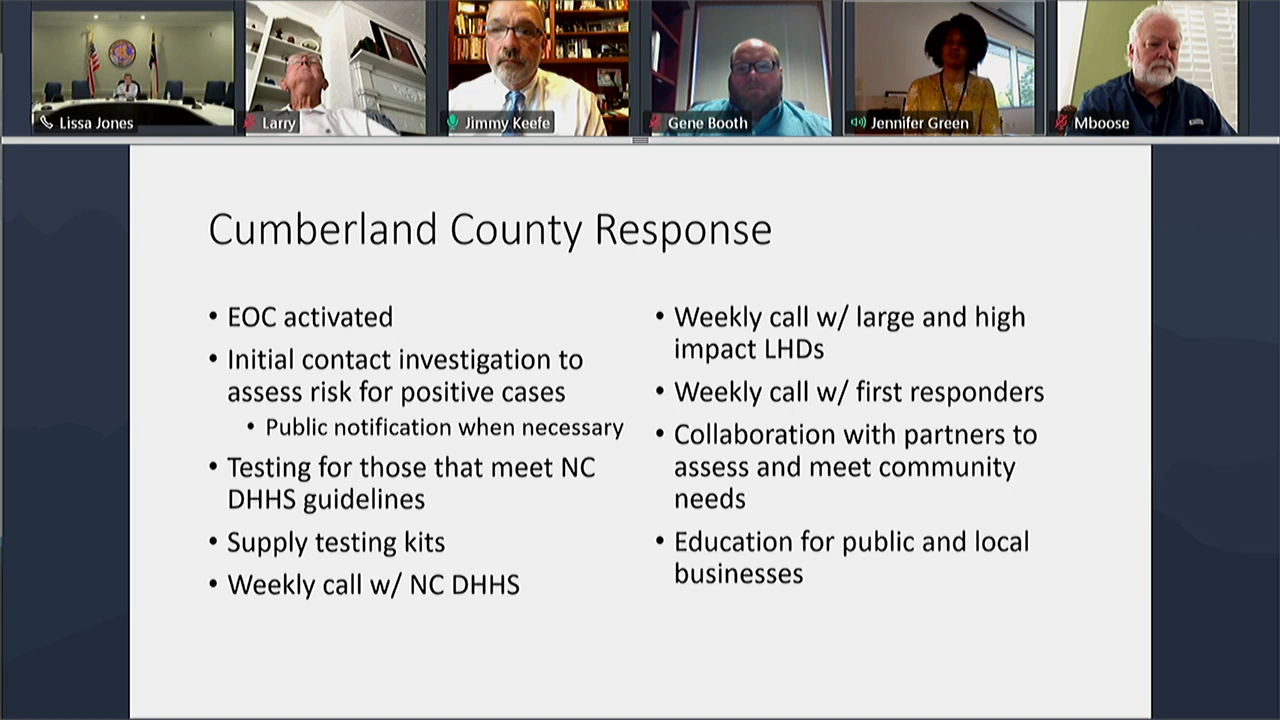 Lissa Jones
Larry
Jimmy Keefe
Gene Booth
Jennifer Green
Mboose
Cumberland County Response
• EOC activated
• Initial contact investigation to
assess risk for positive cases
• Public notification when necessary
• Testing for those that meet NC
DHHS guidelines
• Supply testing kits
• Weekly call w/ NC DHHS
• Weekly call w/ large and high
impact LHDs
• Weekly call w/ first responders
• Collaboration with partners to
assess and meet community
needs
• Education for public and local
businesses